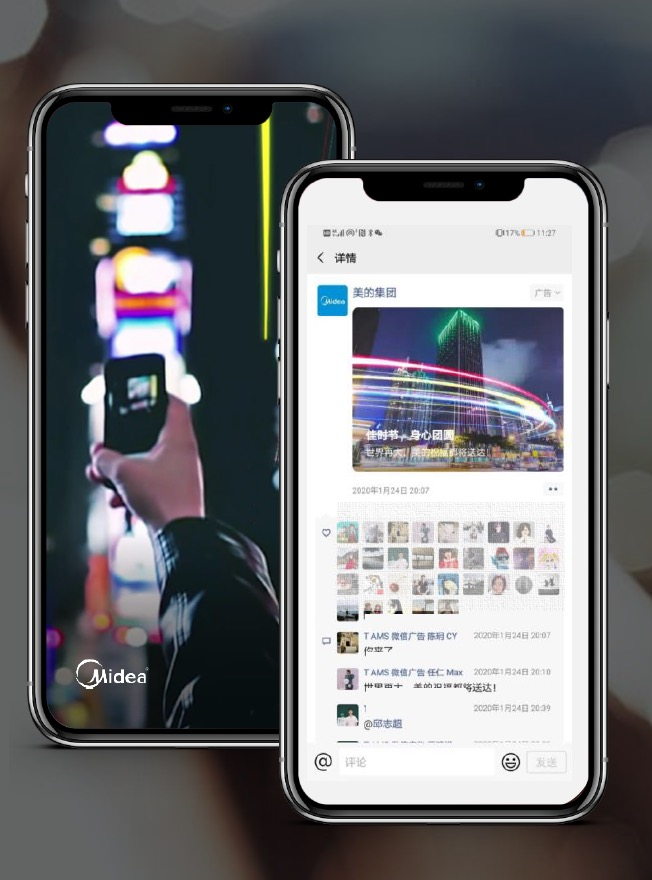 Midea
17% 11:27
详情
Midea
美的集团
广告
佳时节，身心团圆
世界再大，美的祝福都将送达！
2020年1月24日 20:07
T AMS 微信广告 陈玥 CY 2020年1月24日 20:07
你来了
T AMS 微信广告 任仁 Max 2020年1月24日 20:10
世界再大，美的祝福都将送达！
2020年1月24日 20:39
@邱志超
@ 评论 发送